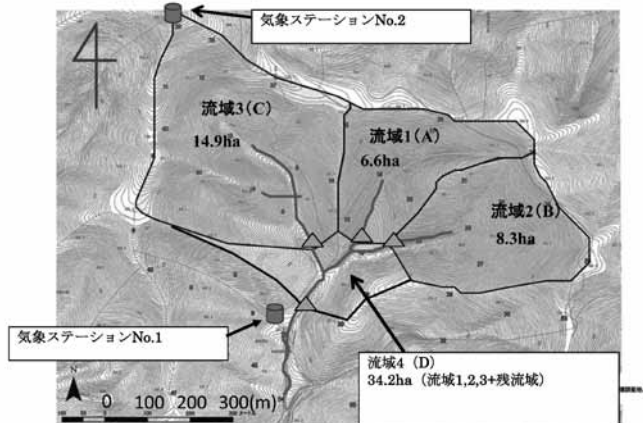 気象ステーションNo.2
流域3(C)
14.9ha
流域1(A)
6.6ha
流域2(B)
8.3ha
気象ステーションNo.1
流域4（D）
34.2ha（流域1,2,3+残流域）
N
0 100 200 300(m)